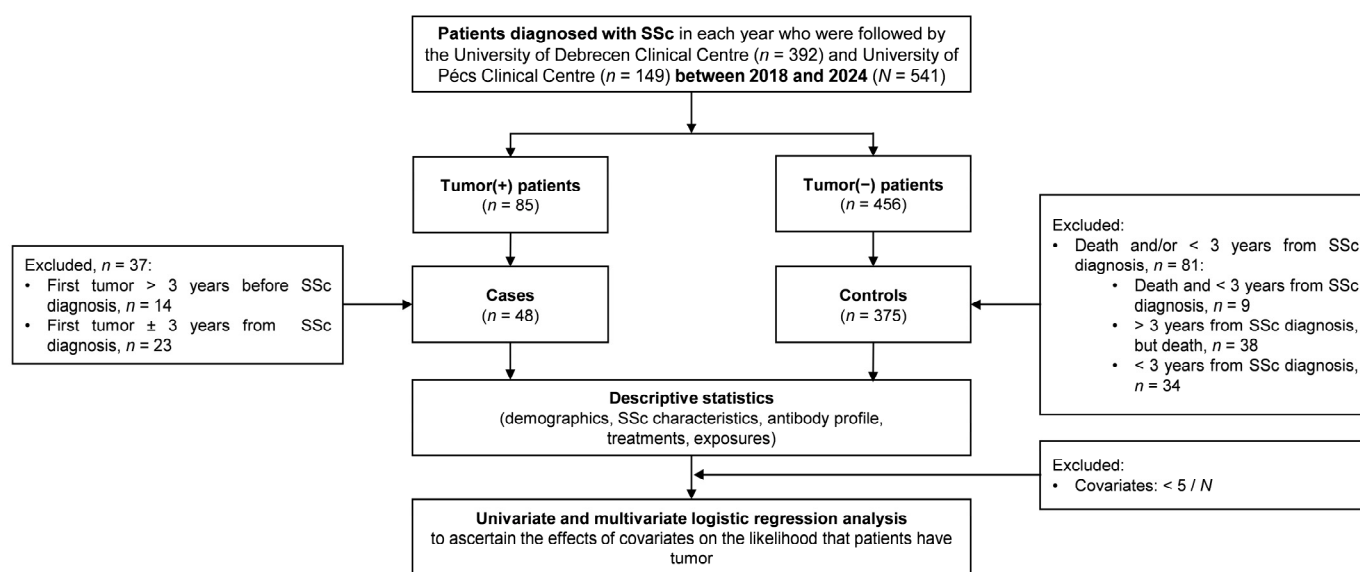 Patients diagnosed with SSc in each year who were followed by
the University of Debrecen Clinical Centre (n = 392) and University of
Pécs Clinical Centre (n = 149) between 2018 and 2024 (N = 541)
Tumor(+) patients
(n = 85)
Tumor(−) patients
(n = 456)
Excluded, n = 37:
• First tumor > 3 years before SSc
diagnosis, n = 14
• First tumor ± 3 years from SSc
diagnosis, n = 23
Cases
(n = 48)
Controls
(n = 375)
Excluded:
• Death and/or < 3 years from SSc
diagnosis, n = 81:
• Death and < 3 years from SSc
diagnosis, n = 9
• > 3 years from SSc diagnosis,
but death, n = 38
• < 3 years from SSc diagnosis,
n = 34
Descriptive statistics
(demographics, SSc characteristics, antibody profile,
treatments, exposures)
Excluded:
• Covariates: < 5 / N
Univariate and multivariate logistic regression analysis
to ascertain the effects of covariates on the likelihood that patients have
tumor